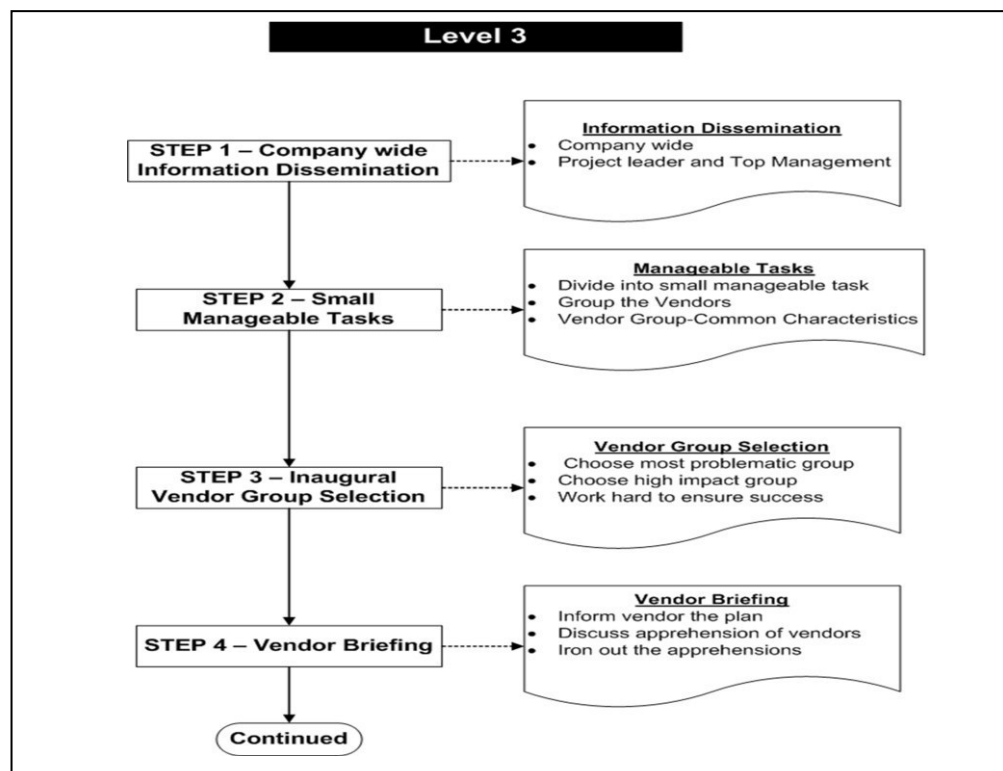 Level 3
STEP 1 – Company wide
Information Dissemination
Information Dissemination
• Company wide
• Project leader and Top Management
STEP 2 – Small
Manageable Tasks
Manageable Tasks
• Divide into small manageable task
• Group the Vendors
• Vendor Group-Common Characteristics
STEP 3 – Inaugural
Vendor Group Selection
Vendor Group Selection
• Choose most problematic group
• Choose high impact group
• Work hard to ensure success
STEP 4 – Vendor Briefing
Vendor Briefing
• Inform vendor the plan
• Discuss apprehension of vendors
• Iron out the apprehensions
Continued